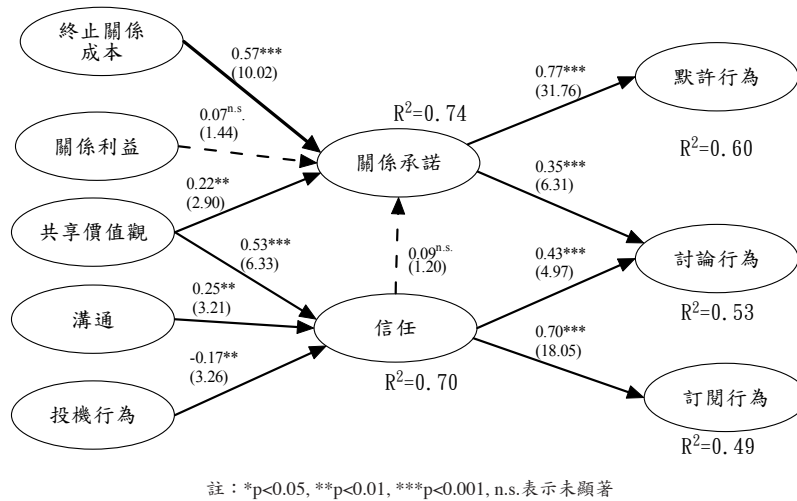 終止關係
成本
0.57***
(10.02)
0.77***
(31.76)
默許行為
R²=0.74
0.07n.s.
(1.44)
關係利益
關係承諾
R²=0.60
0.22**
(2.90)
0.35***
(6.31)
共享價值觀
0.53***
(6.33)
0.09n.s.
(1.20)
0.43***
(4.97)
討論行為
0.25**
(3.21)
溝通
信任
R²=0.53
-0.17**
(3.26)
0.70***
(18.05)
R²=0.70
投機行為
訂閱行為
R²=0.49
註：*p<0.05, **p<0.01, ***p<0.001, n.s.表示未顯著